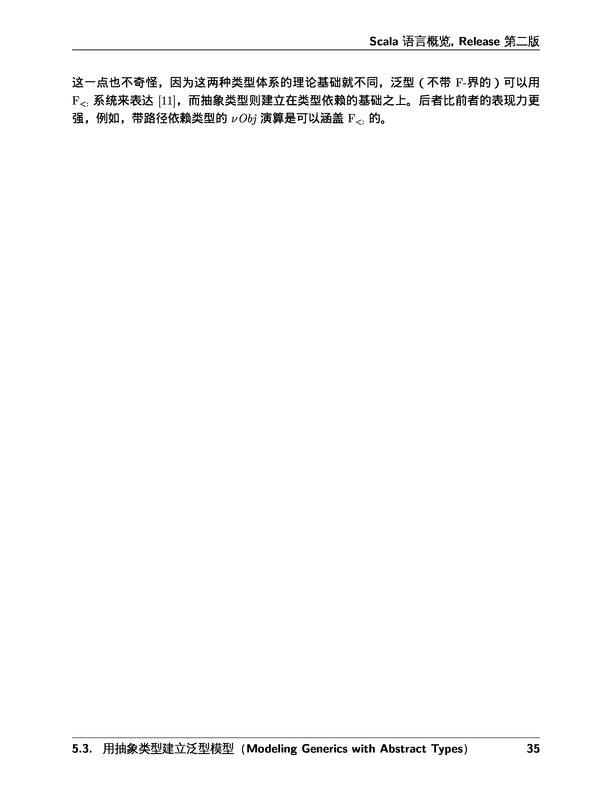 Scala 语言概览, Release 第二版
这一点也不奇怪，因为这两种类型体系的理论基础就不同，泛型（不带 F-界的）可以用
F<: 系统来表达 [11]，而抽象类型则建立在类型依赖的基础之上。后者比前者的表现力更
强，例如，带路径依赖类型的 νObj 演算是可以涵盖 F<: 的。
5.3. 用抽象类型建立泛型模型（Modeling Generics with Abstract Types） 35